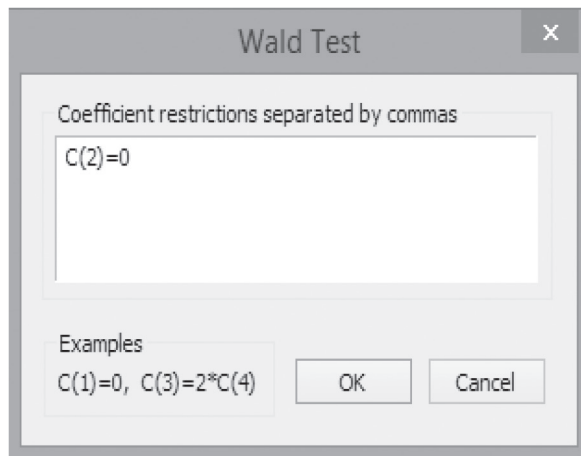 Wald Test
x
Coefficient restrictions separated by commas
C(2)=0
Examples
C(1)=0, C(3)=2*C(4)
OK
Cancel